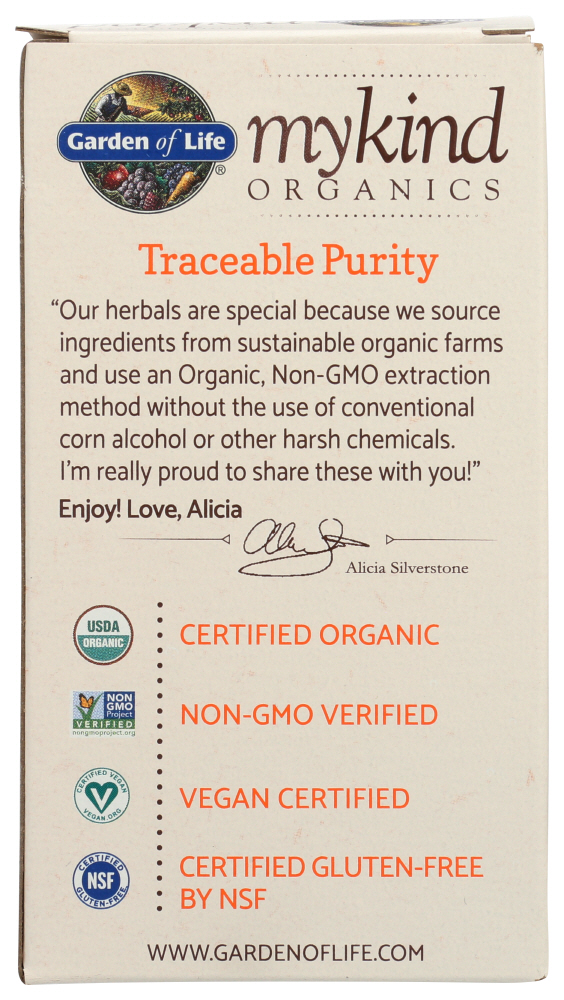 Garden of Life
®
mykind
ORGANICS
Traceable Purity
“Our herbals are special because we source
ingredients from sustainable organic farms
and use an Organic, Non-GMO extraction
method without the use of conventional
corn alcohol or other harsh chemicals.
I’m really proud to share these with you!”
Enjoy! Love, Alicia
Alicia Silverstone
USDA
ORGANIC
CERTIFIED ORGANIC
NON
GMO
Project
VERIFIED
nongmoproject.org
NON-GMO VERIFIED
CERTIFIED VEGAN
VEGAN.ORG
VEGAN CERTIFIED
CERTIFIED
NSF
GLUTEN-FREE
CERTIFIED GLUTEN-FREE
BY NSF
WWW.GARDENOFLIFE.COM